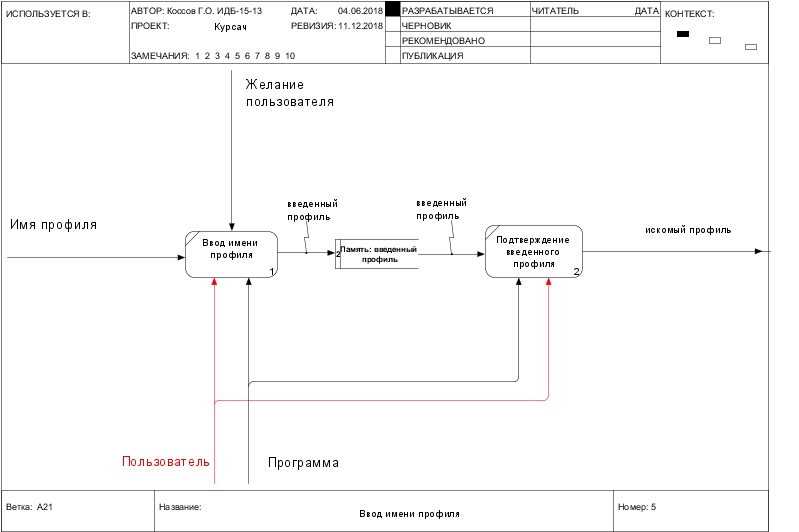 ИСПОЛЬЗУЕТСЯ В:
АВТОР: Коссов Г.О. ИДБ-15-13
ДАТА: 04.06.2018
ПРОЕКТ: Курсач
РЕВИЗИЯ: 11.12.2018
ЗАМЕЧАНИЯ: 1 2 3 4 5 6 7 8 9 10
РАЗРАБАТЫВАЕТСЯ
ЧЕРНОВИК
РЕКОМЕНДОВАНО
ПУБЛИКАЦИЯ
ЧИТАТЕЛЬ ДАТА
КОНТЕКСТ:
Желание
пользователя
Имя профиля
Ввод имени
профиля
1
введенный
профиль
2
Память: введенный
профиль
введенный
профиль
Подтверждение
введенного
профиля
2
искомый профиль
Пользователь
Программа
Ветка: A21
Название:
Ввод имени профиля
Номер: 5